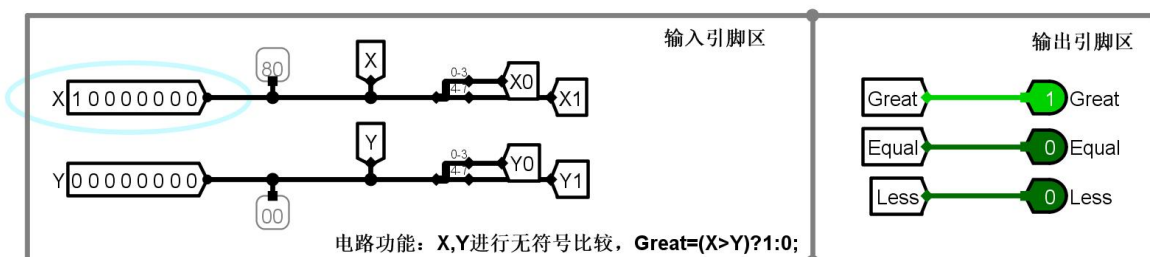 输入引脚区
输出引脚区
80
X
0-3
4-7
X0
X 1 0 0 0 0 0 0 0
X1
Great
1
Great
Y
0-3
4-7
Y0
Equal
0
Equal
Y 0 0 0 0 0 0 0 0
Y1
00
Less
0
Less
电路功能：X,Y进行无符号比较，Great=(X>Y)?1:0;